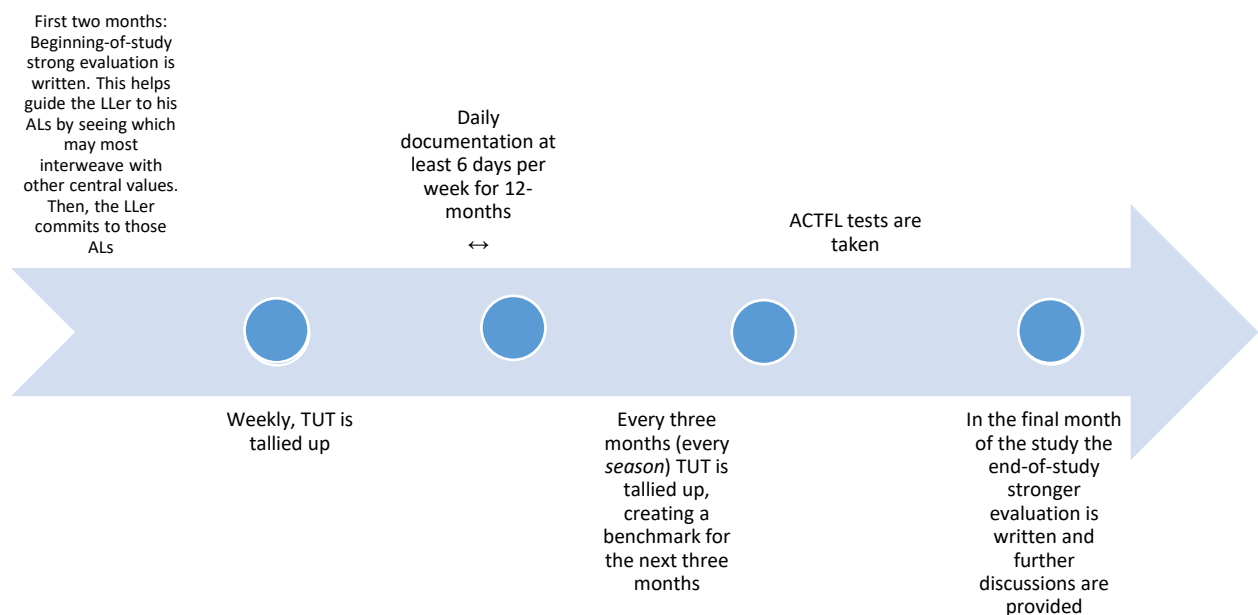 First two months:
Beginning-of-study
strong evaluation is
written. This helps
guide the LLer to his
ALs by seeing which
may most
interweave with
other central values.
Then, the LLer
commits to those
ALs
Weekly, TUT is
tallied up
Daily
documentation at
least 6 days per
week for 12-
months
↔
Every three
months (every
season) TUT is
tallied up,
creating a
benchmark for
the next three
months
ACTFL tests are
taken
In the final month
of the study the
end-of-study
stronger
evaluation is
written and
further
discussions are
provided